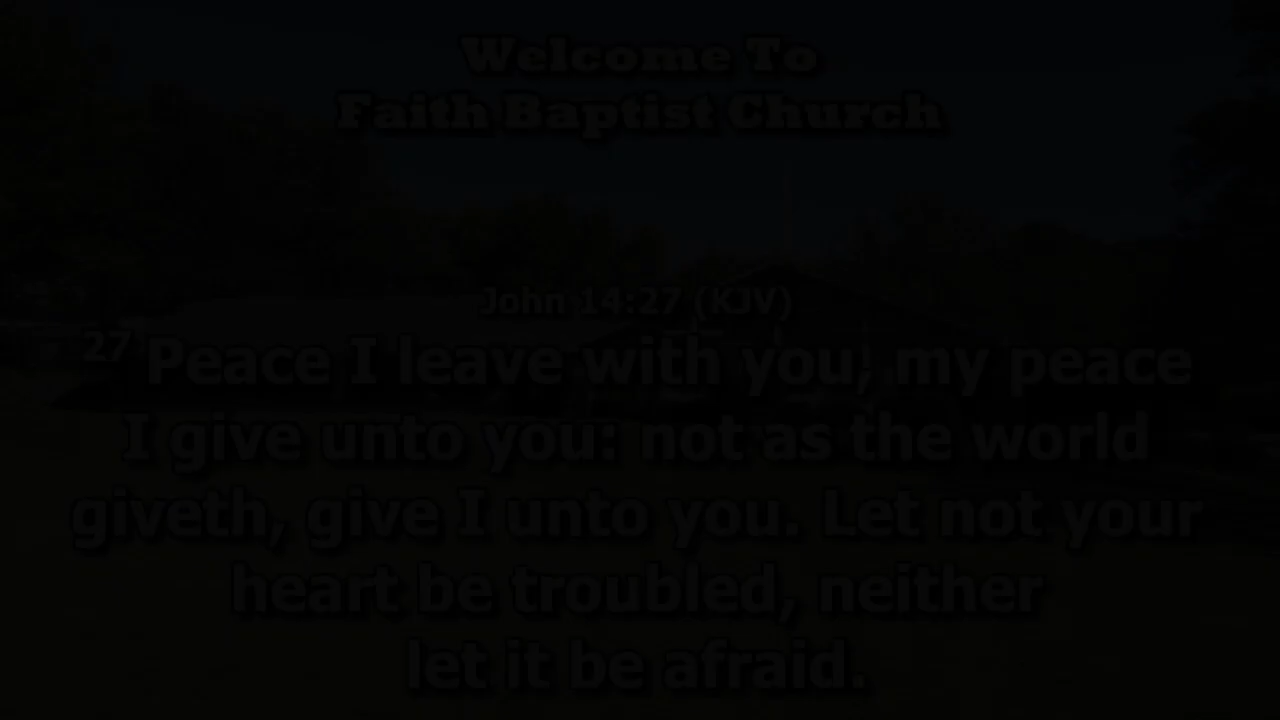 Welcome To
Faith Baptist Church
John 14:27 (KJV)
27 Peace I leave with you, my peace
I give unto you: not as the world
giveth, give I unto you. Let not your
heart be troubled, neither
let it be afraid.